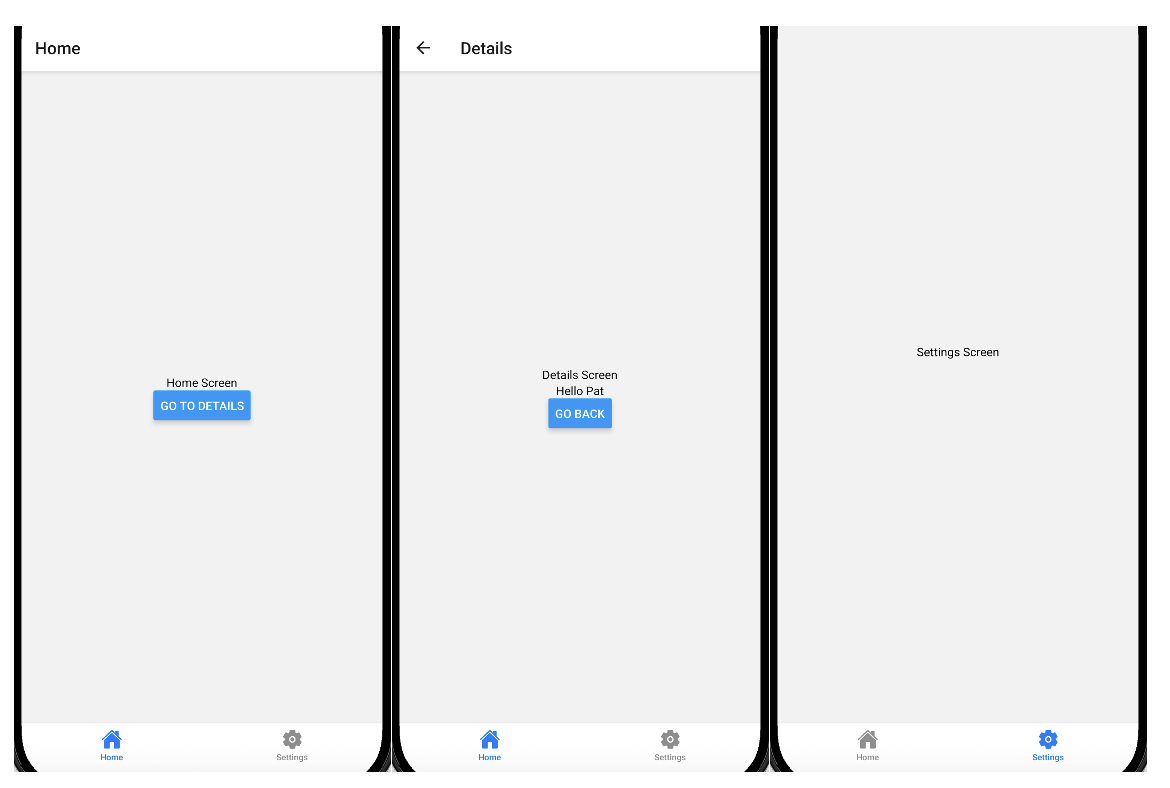 Home
Home Screen
GO TO DETAILS
Home
Settings
Details
Details Screen
Hello Pat
GO BACK
Home
Settings
Settings Screen
Home
Settings